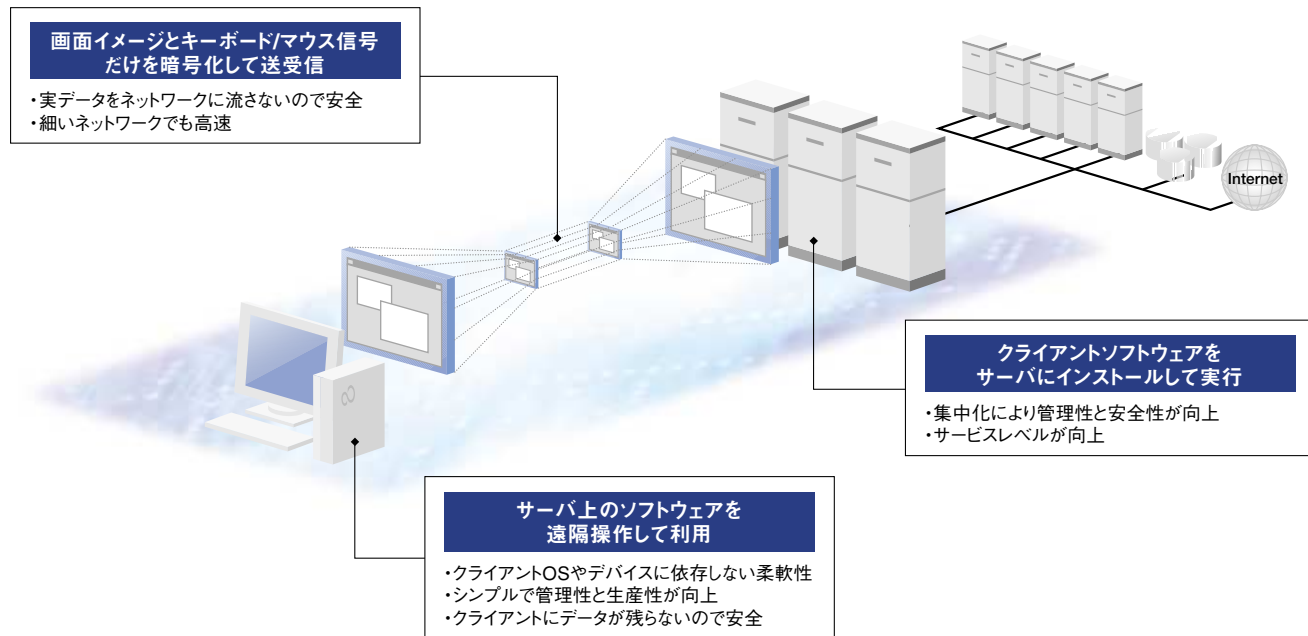 画面イメージとキーボード/マウス信号
だけを暗号化して送受信
・実データをネットワークに流さないので安全
・細いネットワークでも高速
Internet
クライアントソフトウェアを
サーバにインストールして実行
・集中化により管理性と安全性が向上
・サービスレベルが向上
サーバ上のソフトウェアを
遠隔操作して利用
・クライアントOSやデバイスに依存しない柔軟性
・シンプルで管理性と生産性が向上
・クライアントにデータが残らないので安全